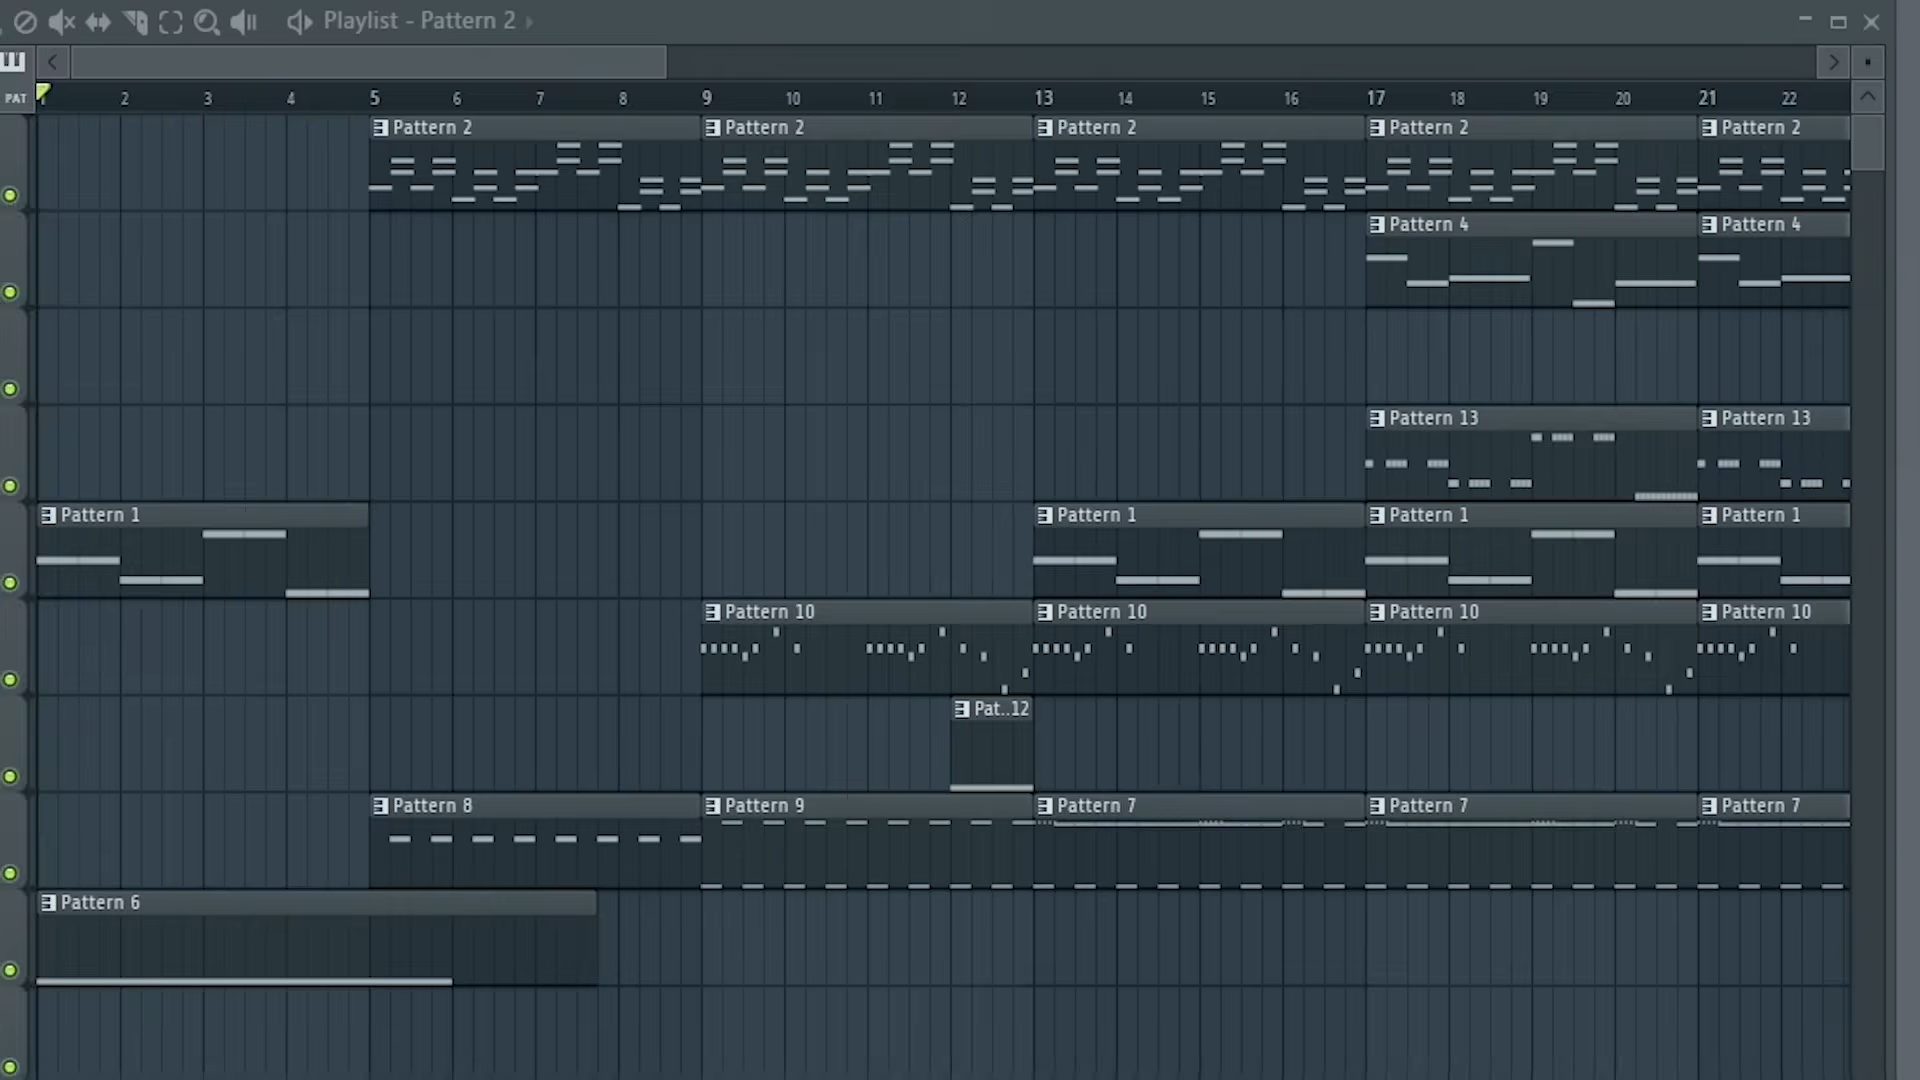 Playlist - Pattern 2
PAT 1 2 3 4 5 6 7 8 9 10 11 12 13 14 15 16 17 18 19 20 21 22
Pattern 2 Pattern 2 Pattern 2 Pattern 2 Pattern 2
Pattern 4 Pattern 4
Pattern 13 Pattern 13
Pattern 1 Pattern 1 Pattern 1 Pattern 1
Pattern 10 Pattern 10 Pattern 10 Pattern 10
Pat..12
Pattern 8 Pattern 9 Pattern 7 Pattern 7 Pattern 7
Pattern 6